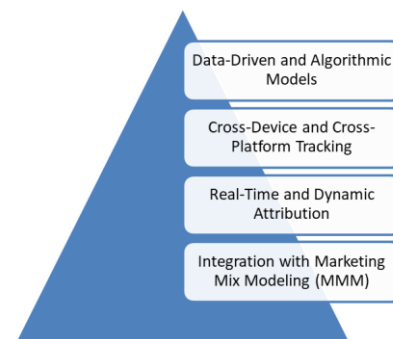 Data-Driven and Algorithmic
Models
Cross-Device and Cross-
Platform Tracking
Real-Time and Dynamic
Attribution
Integration with Marketing
Mix Modeling (MMM)